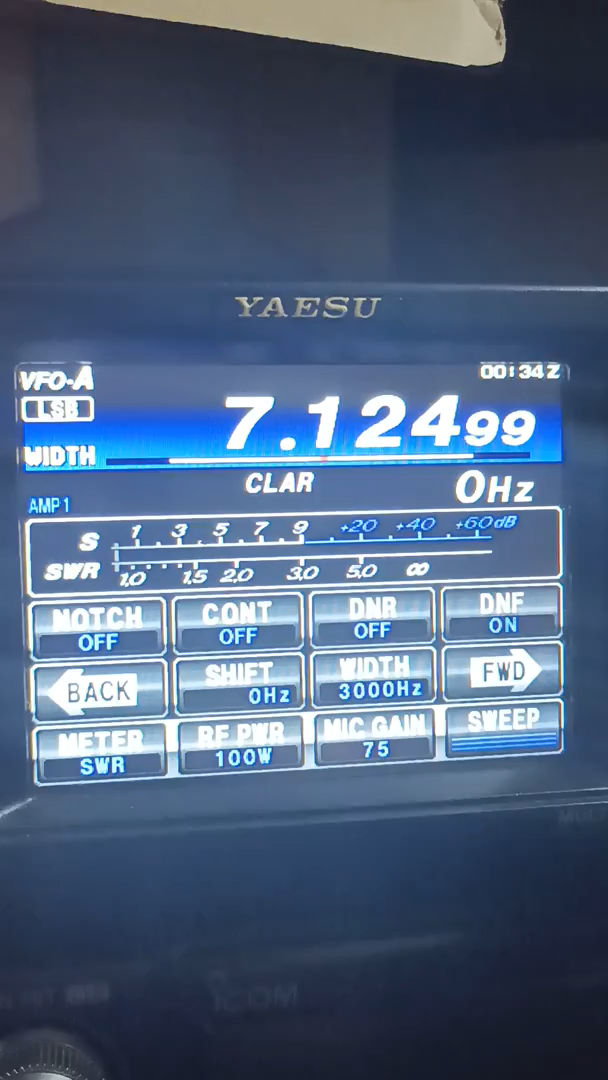 YAESU
VFO-A 00:34Z
LSB 7.124 99
WIDTH
CLAR 0Hz
AMP1
S 1 3 5 7 9 +20 +40 +60dB
SWR 1.0 1.5 2.0 3.0 5.0 ∞
NOTCH CONT DNR DNF
OFF OFF OFF ON
BACK SHIFT WIDTH FWD
0Hz 3000Hz
METER RF PWR MIC GAIN SWEEP
SWR 100W 75
ICOM